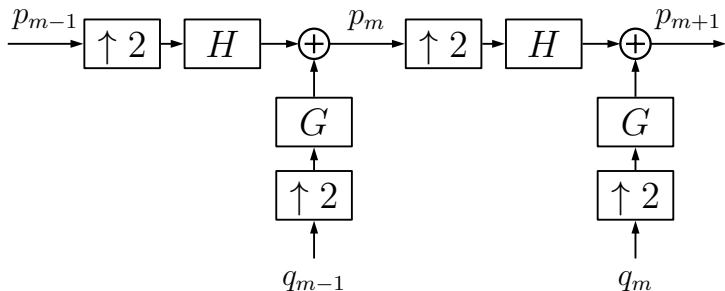 p_{m−1} p_m p_{m+1}
↑ 2 H + ↑ 2 H +
G G
↑ 2 ↑ 2
q_{m−1} q_m